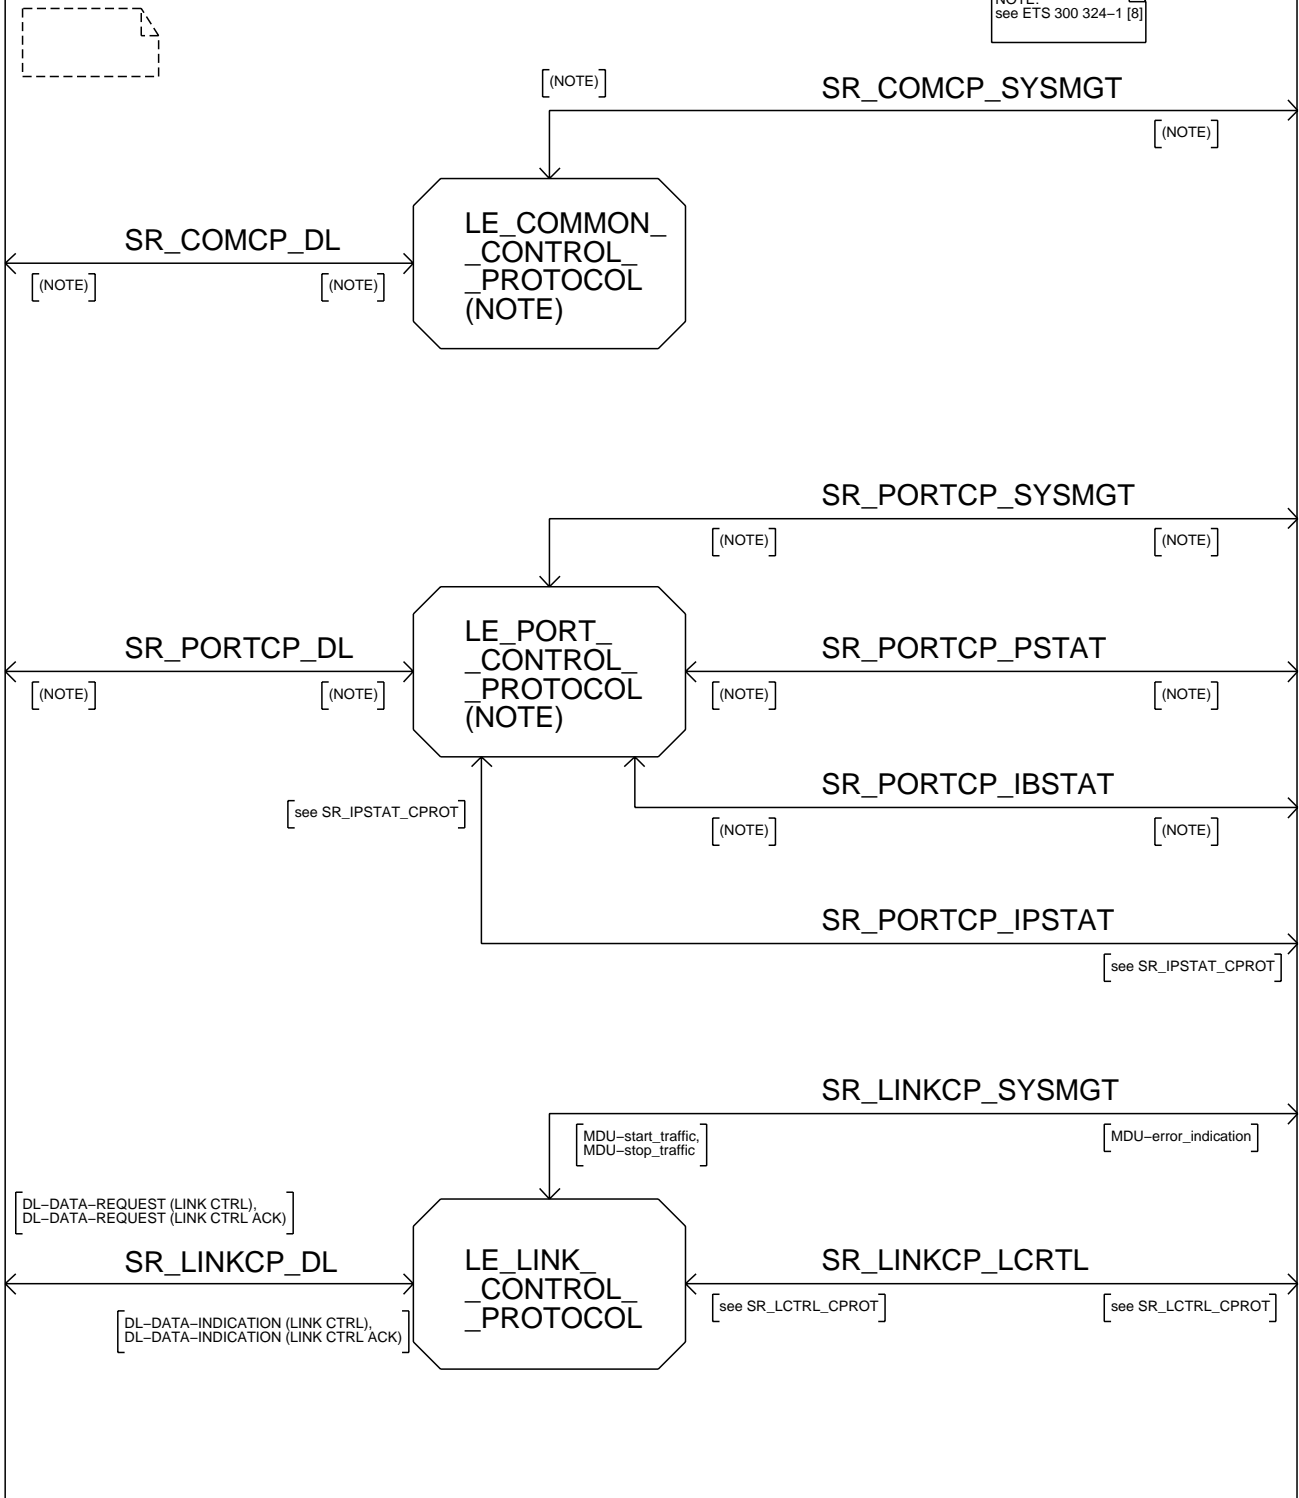 NOTE:
see ETS 300 324–1 [8]
(NOTE)
SR_COMCP_SYSMGT
(NOTE)
SR_COMCP_DL
(NOTE)
(NOTE)
LE_COMMON_
_CONTROL_
_PROTOCOL
(NOTE)
SR_PORTCP_SYSMGT
(NOTE)
(NOTE)
SR_PORTCP_DL
(NOTE)
(NOTE)
LE_PORT_
_CONTROL_
_PROTOCOL
(NOTE)
SR_PORTCP_PSTAT
(NOTE)
(NOTE)
see SR_IPSTAT_CPROT
SR_PORTCP_IBSTAT
(NOTE)
(NOTE)
SR_PORTCP_IPSTAT
see SR_IPSTAT_CPROT
SR_LINKCP_SYSMGT
MDU–start_traffic,
MDU–stop_traffic
MDU–error_indication
DL–DATA–REQUEST (LINK CTRL),
DL–DATA–REQUEST (LINK CTRL ACK)
SR_LINKCP_DL
DL–DATA–INDICATION (LINK CTRL),
DL–DATA–INDICATION (LINK CTRL ACK)
LE_LINK_
_CONTROL_
_PROTOCOL
SR_LINKCP_LCRTL
see SR_LCTRL_CPROT
see SR_LCTRL_CPROT